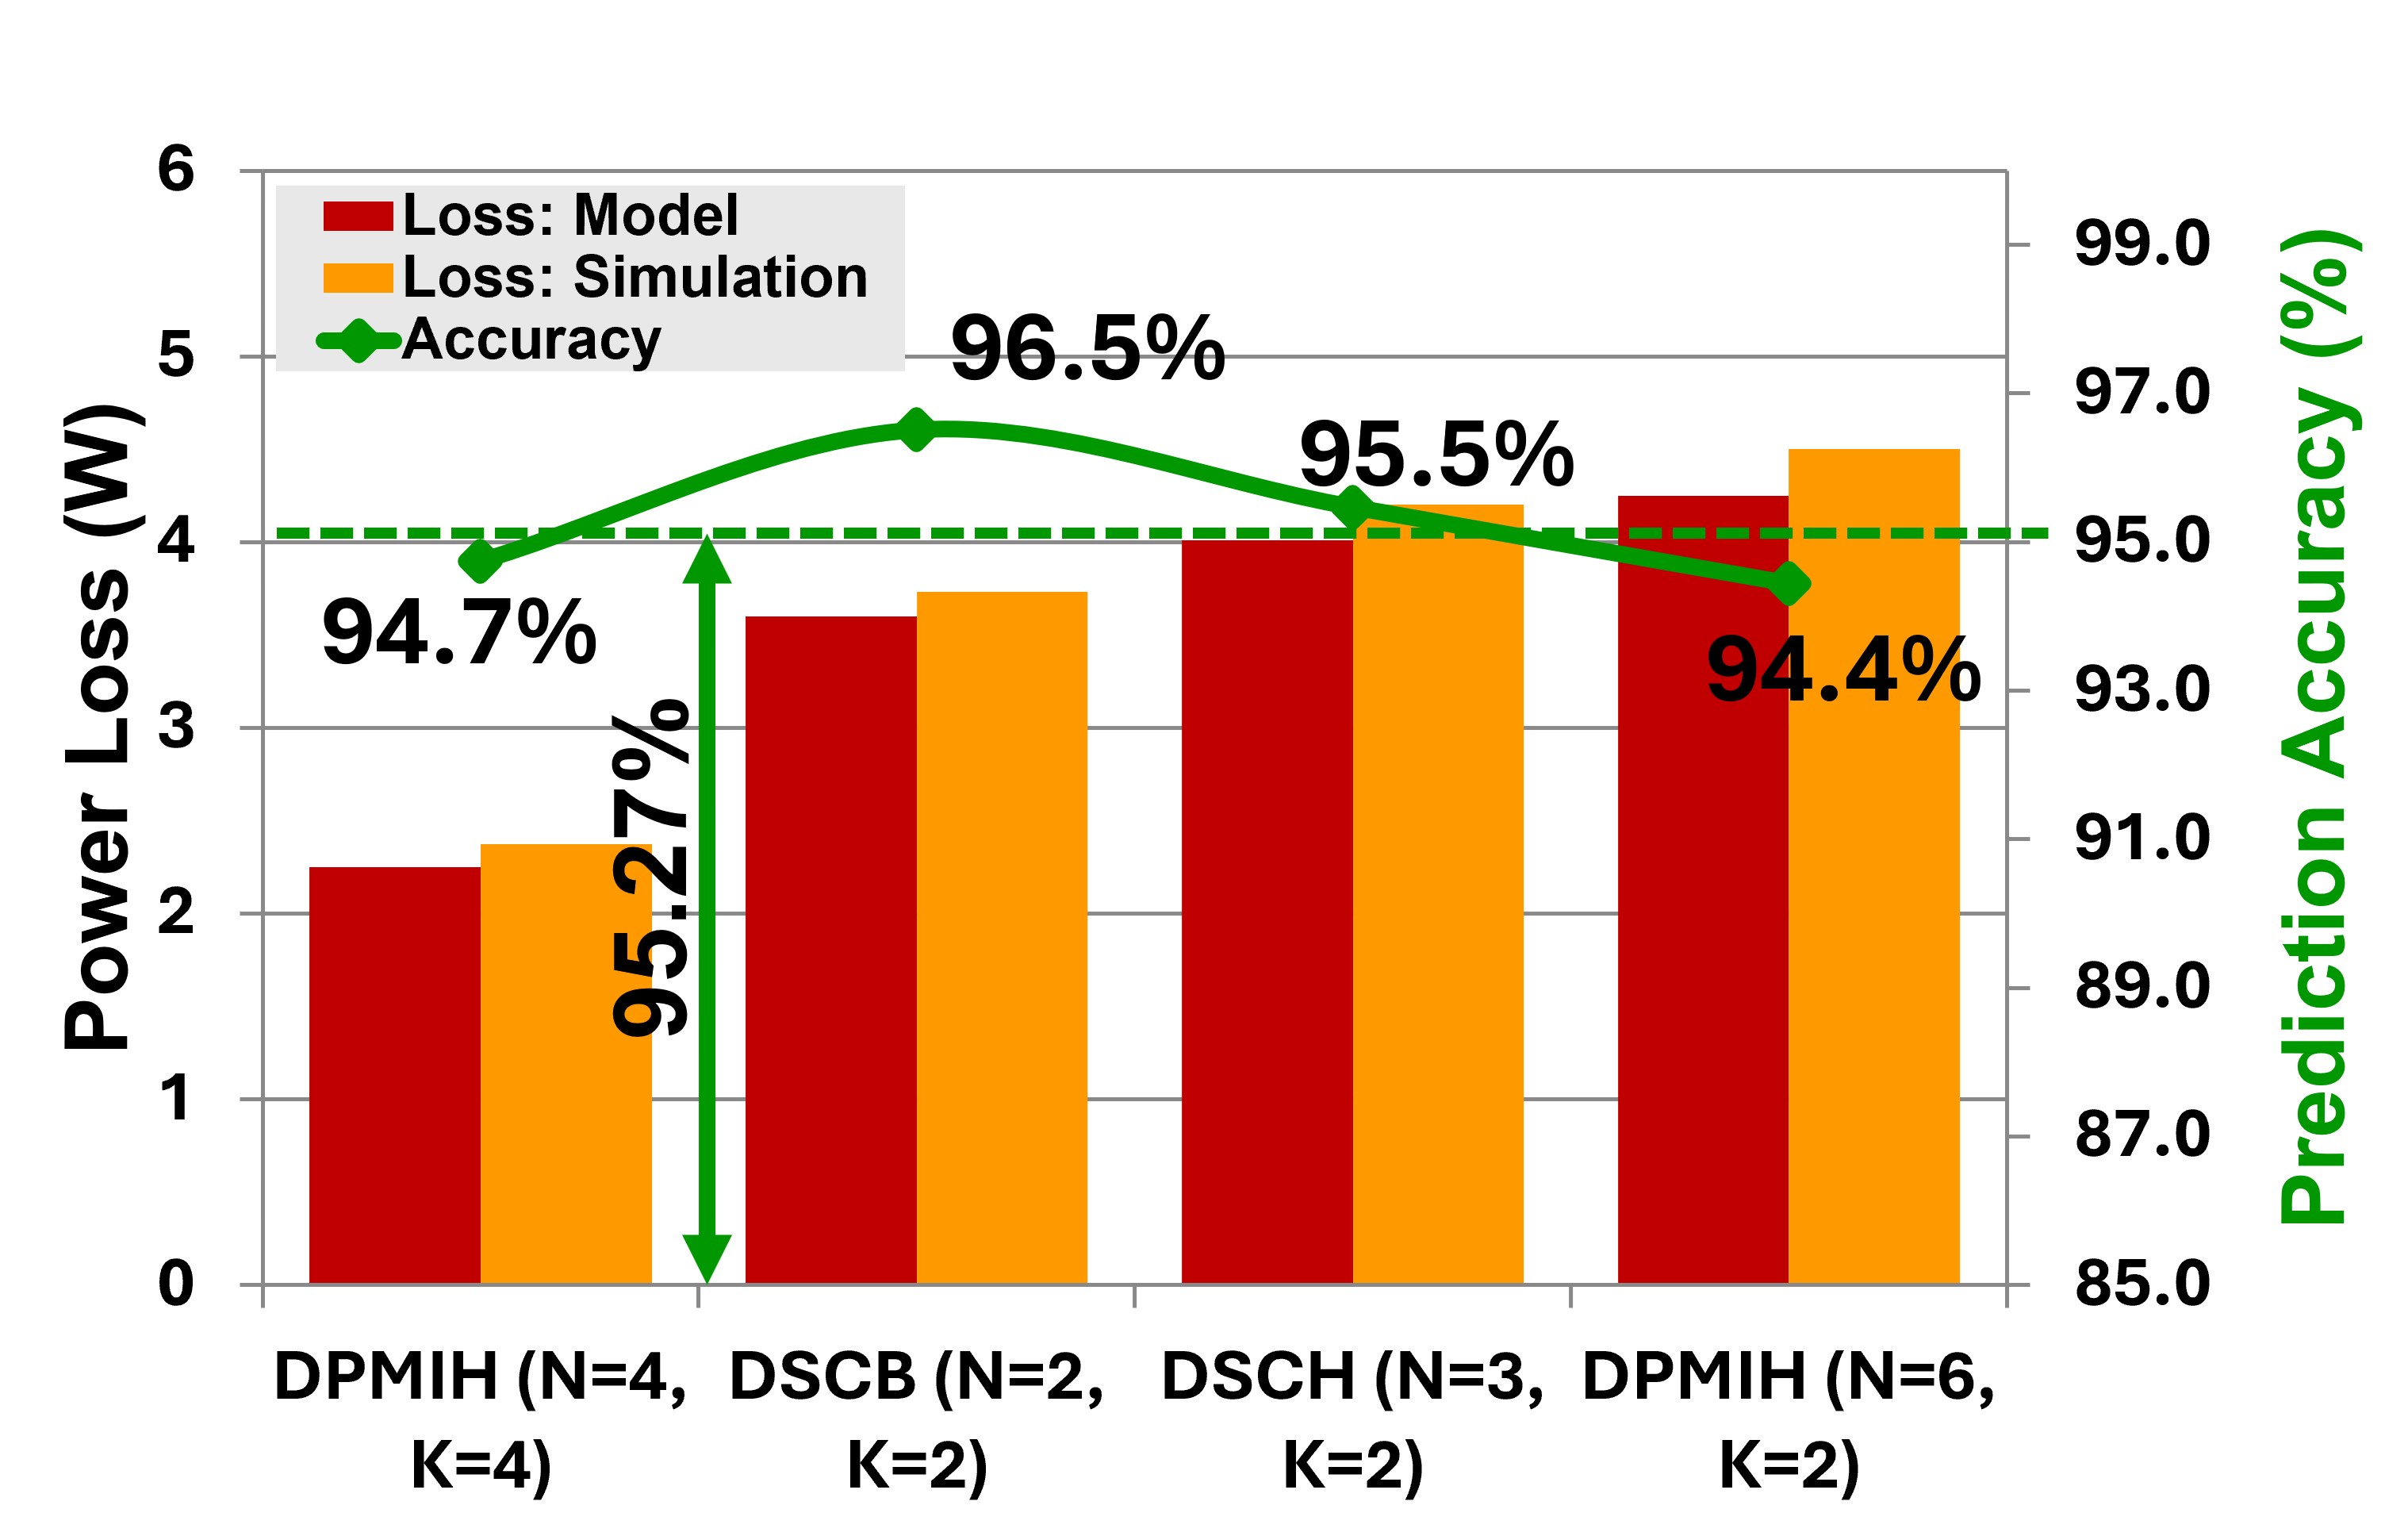 6
5
4
3
2
1
0
Power Loss (W)
Loss: Model
Loss: Simulation
Accuracy
94.7%
96.5%
95.5%
94.4%
95.27%
99.0
97.0
95.0
93.0
91.0
89.0
87.0
85.0
Prediction Accuracy (%)
DPMIH (N=4,
K=4)
DSCB (N=2,
K=2)
DSCH (N=3,
K=2)
DPMIH (N=6,
K=2)